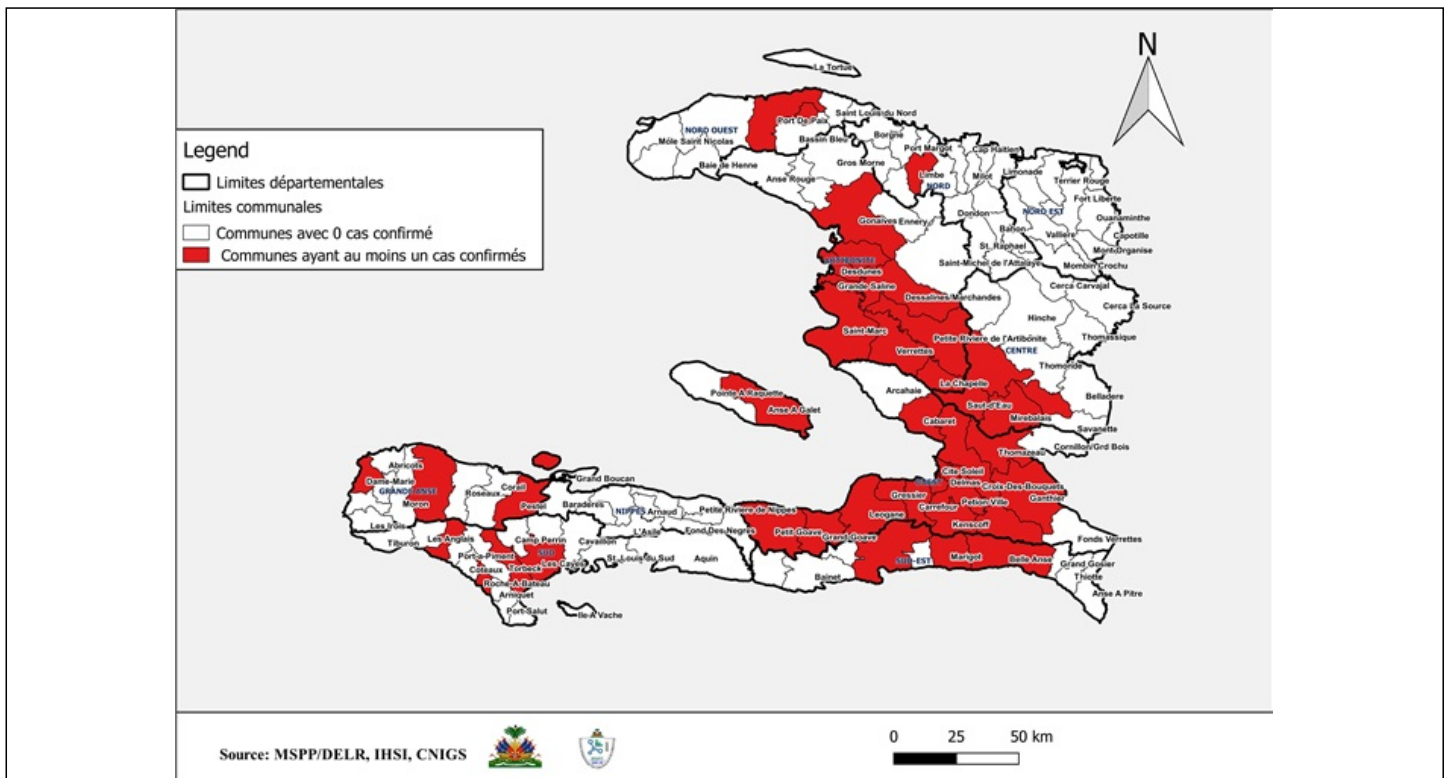 N
La Tortue
Saint Louis du Nord
Port De Paix
NORD OUEST
Môle Saint Nicolas
Bassin Bleu
Borgne
Port Margot
Cap Haïtien
Baie de Henne
Gros Morne
Limbe
Milot
Limonade
Terrier Rouge
Anse Rouge
NORD
Fort Liberte
NORD EST
Ouanaminthe
Gonaives
Ennery
Dondon
Bahon
Valliere
Capotille
St. Raphael
Mont-Organise
Saint-Michel de l'Attalaye
Mombin Crochu
Legend
Limites départementales
Limites communales
Communes avec 0 cas confirmé
Communes ayant au moins un cas confirmés
ARTIBONITE
Desdunes
Grande Saline
Cerca Carvajal
Dessalines/Marchandes
Cerca La Source
Hinche
Saint-Marc
Petite Riviere de l'Artibonite
Thomassique
Verrettes
CENTRE
Thomonde
La Chapelle
Arcahaie
Belladere
Pointe A Raquette
Anse A Galet
Saut-d'Eau
Mirebalais
Cabaret
Savanette
Cornillon/Grd Bois
Thomazeau
Abricots
Cite Soleil
Grand Boucan
Dame-Marie
Corail
Delmas
Croix-Des-Bouquets
GRANDE ANSE
Roseaux
OUEST
Gressier
Ganthier
Moron
Pestel
Baraderes
Petite Riviere de Nippes
Leogane
Carrefour
Petion Ville
NIPPES
Arnaud
Kenscoff
Les Irois
Les Anglais
Camp Perrin
Cavaillon
L'Asile
Fond Des Negres
Petit Goave
Grand Goave
Fonds Verrettes
Tiburon
Port-a-Piment
SUD
St. Louis du Sud
Aquin
SUD-EST
Marigot
Belle Anse
Coteaux
Torbeck
Les Cayes
Grand Gosier
Roche-A-Bateau
Bainet
Thiotte
Arniquet
Anse A Pitre
Port-Salut
Ile A Vache
Source: MSPP/DELR, IHSI, CNIGS
0 25 50 km